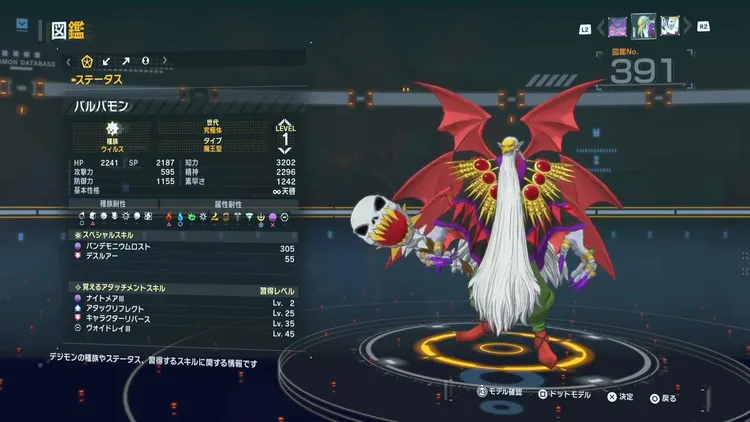 図鑑
L2
R2
図鑑No.
391
MON DATABASE
ステータス
バルバモン
種族
ウイルス
世代
究極体
タイプ
魔王型
LEVEL
1
HP 2241 SP 2187 知力 3202
攻撃力 595 精神 2296
防御力 1155 素早さ 1242
基本性格 天啓
種族耐性 属性耐性
スペシャルスキル
パンデモニウムロスト 305
デスルアー 55
覚えるアタッチメントスキル 習得レベル
ナイトメアⅢ Lv. 2
アタックリフレクト Lv. 25
キャラクターリバース Lv. 35
ヴォイドレイⅢ Lv. 45
デジモンの種族やステータス、習得するスキルに関する情報です
モデル確認 ドットモデル 決定 戻る